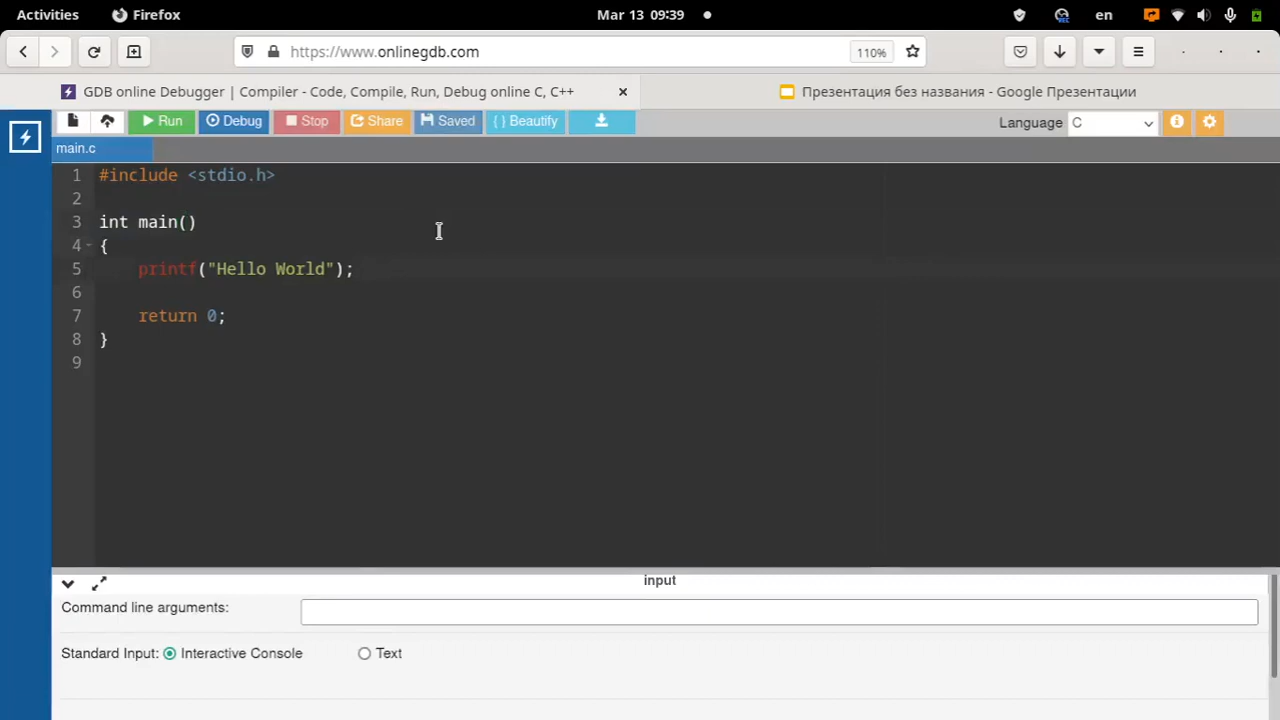 Activities Firefox Mar 13 09:39 en
https://www.onlinegdb.com 110%
GDB online Debugger | Compiler - Code, Compile, Run, Debug online C, C++ Презентация без названия - Google Презентации
Run Debug Stop Share Saved { } Beautify Language C
main.c
1 #include <stdio.h>
2
3 int main()
4 {
5 printf("Hello World");
6
7 return 0;
8 }
9
input
Command line arguments:
Standard Input: Interactive Console Text